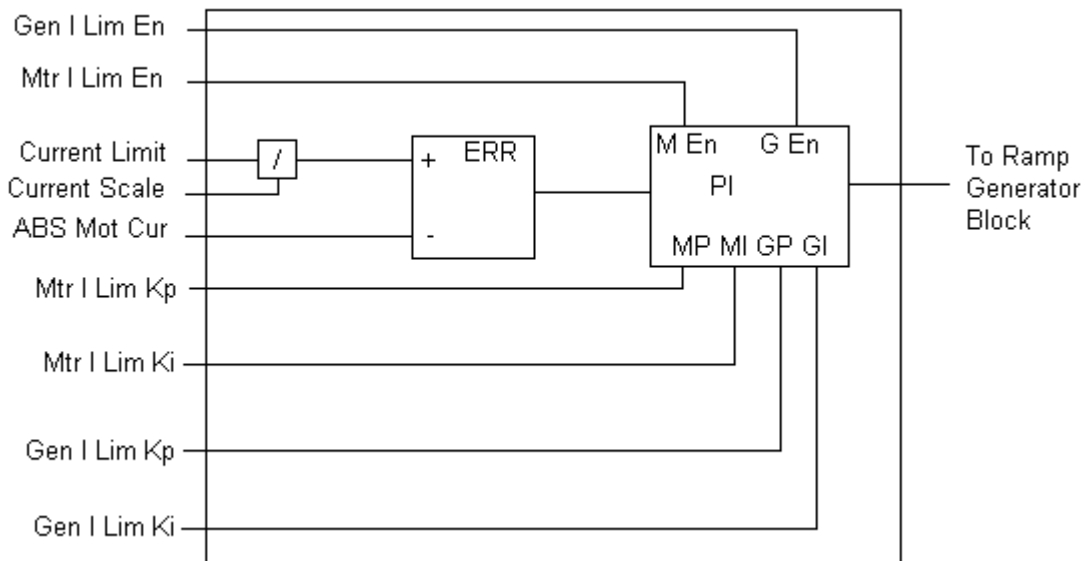 Gen I Lim En
Mtr I Lim En
Current Limit
/
Current Scale
ABS Mot Cur
+ ERR
-
M En G En
PI
MP MI GP GI
To Ramp
Generator
Block
Mtr I Lim Kp
Mtr I Lim Ki
Gen I Lim Kp
Gen I Lim Ki